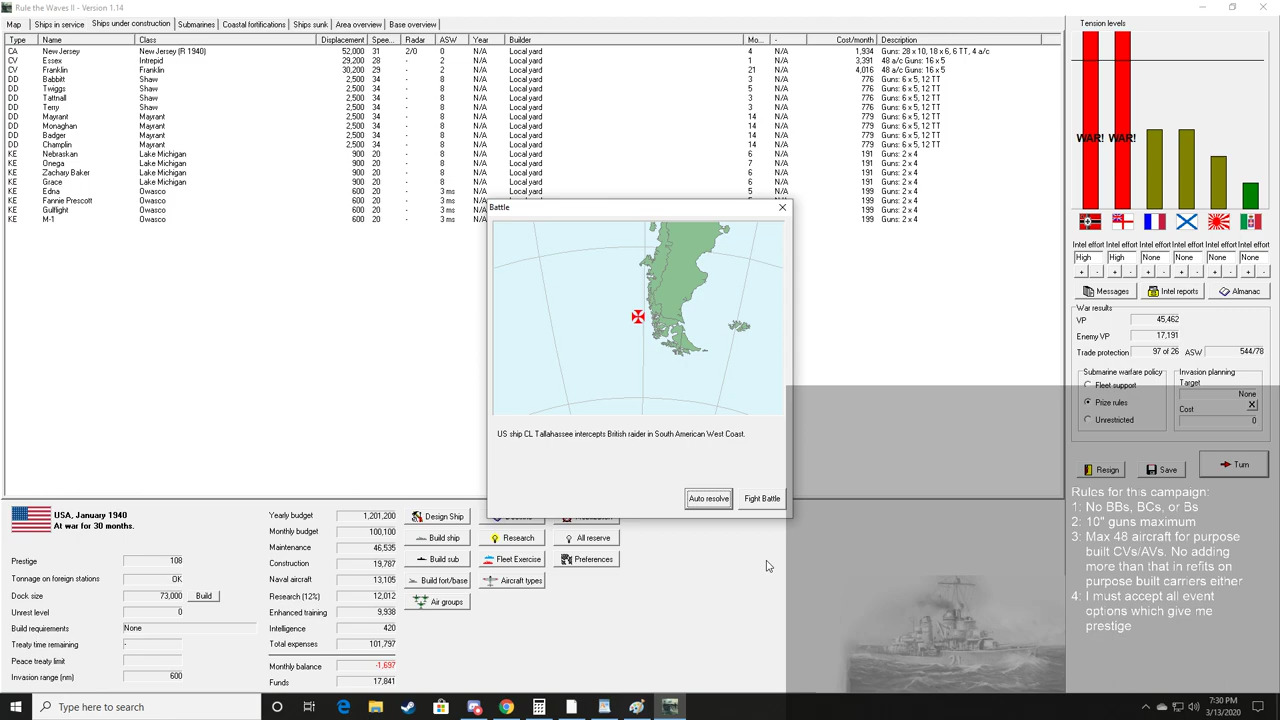 Rule the Waves II - Version 1.14
Map Ships in service Ships under construction Submarines Coastal fortifications Ships sunk Area overview Base overview
Type Name Class Displacement Spee... Radar ASW Year Builder Mo... - Cost/month Description
CA New Jersey New Jersey (R 1940) 52,000 31 2/0 0 N/A Local yard 4 N/A 1,934 Guns: 28 x 10, 18 x 6, 6 TT, 4 a/c
CV Essex Intrepid 29,200 28 - 2 N/A Local yard 1 N/A 3,391 48 a/c Guns: 16 x 5
CV Franklin Franklin 30,200 29 - 2 N/A Local yard 21 N/A 4,016 48 a/c Guns: 16 x 5
DD Babbitt Shaw 2,500 34 - 8 N/A Local yard 3 N/A 776 Guns: 6 x 5, 12 TT
DD Twiggs Shaw 2,500 34 - 8 N/A Local yard 5 N/A 776 Guns: 6 x 5, 12 TT
DD Tattnall Shaw 2,500 34 - 8 N/A Local yard 3 N/A 776 Guns: 6 x 5, 12 TT
DD Terry Shaw 2,500 34 - 8 N/A Local yard 3 N/A 776 Guns: 6 x 5, 12 TT
DD Mayrant Mayrant 2,500 34 - 8 N/A Local yard 14 N/A 779 Guns: 6 x 5, 12 TT
DD Monaghan Mayrant 2,500 34 - 8 N/A Local yard 14 N/A 779 Guns: 6 x 5, 12 TT
DD Badger Mayrant 2,500 34 - 8 N/A Local yard 14 N/A 779 Guns: 6 x 5, 12 TT
DD Champlin Mayrant 2,500 34 - 8 N/A Local yard 14 N/A 779 Guns: 6 x 5, 12 TT
KE Nebraskan Lake Michigan 900 20 - 8 N/A Local yard 6 N/A 191 Guns: 2 x 4
KE Onega Lake Michigan 900 20 - 8 N/A Local yard 7 N/A 191 Guns: 2 x 4
KE Zachary Baker Lake Michigan 900 20 - 8 N/A Local yard 6 N/A 191 Guns: 2 x 4
KE Grace Lake Michigan 900 20 - 8 N/A Local yard 6 N/A 191 Guns: 2 x 4
KE Edna Owasco 600 20 - 3 ms N/A Local yard 5 N/A 199 Guns: 2 x 4
KE Fannie Prescott Owasco 600 20 - 3 ms N/A 199 Guns: 2 x 4
KE Gulflight Owasco 600 20 - 3 ms N/A 199 Guns: 2 x 4
KE M-1 Owasco 600 20 - 3 ms N/A 199 Guns: 2 x 4
Battle
US ship CL Tallahassee intercepts British raider in South American West Coast.
Auto resolve Fight Battle
Tension levels
WAR! WAR!
Intel effort Intel effort Intel effort Intel effort Intel effort Intel effort
High High None None None None
+ - + - + - + - + - + -
Messages Intel reports Almanac
War results
VP 45,462
Enemy VP 17,191
Trade protection 97 of 26 ASW 544/78
Submarine warfare policy Invasion planning
Fleet support Target
None
Prize rules Cost X
Unrestricted 0
Resign Save Turn
Rules for this campaign:
1: No BBs, BCs, or Bs
2: 10" guns maximum
3: Max 48 aircraft for purpose
built CVs/AVs. No adding
more than that in refits on
purpose built carriers either
4: I must accept all event
options which give me
prestige
USA, January 1940
At war for 30 months.
Prestige 108
Tonnage on foreign stations OK
Dock size 73,000 Build
Unrest level 0
Build requirements None
Treaty time remaining -
Peace treaty limit
Invasion range (nm) 600
Yearly budget 1,201,200
Monthly budget 100,100
Maintenance 46,535
Construction 19,787
Naval aircraft 13,105
Research (12%) 12,012
Enhanced training 9,938
Intelligence 420
Total expenses 101,797
Monthly balance -1,697
Funds 17,841
Design Ship
Build ship Research All reserve
Build sub Fleet Exercise Preferences
Build fort/base Aircraft types
Air groups
Type here to search
7:30 PM
3/13/2020